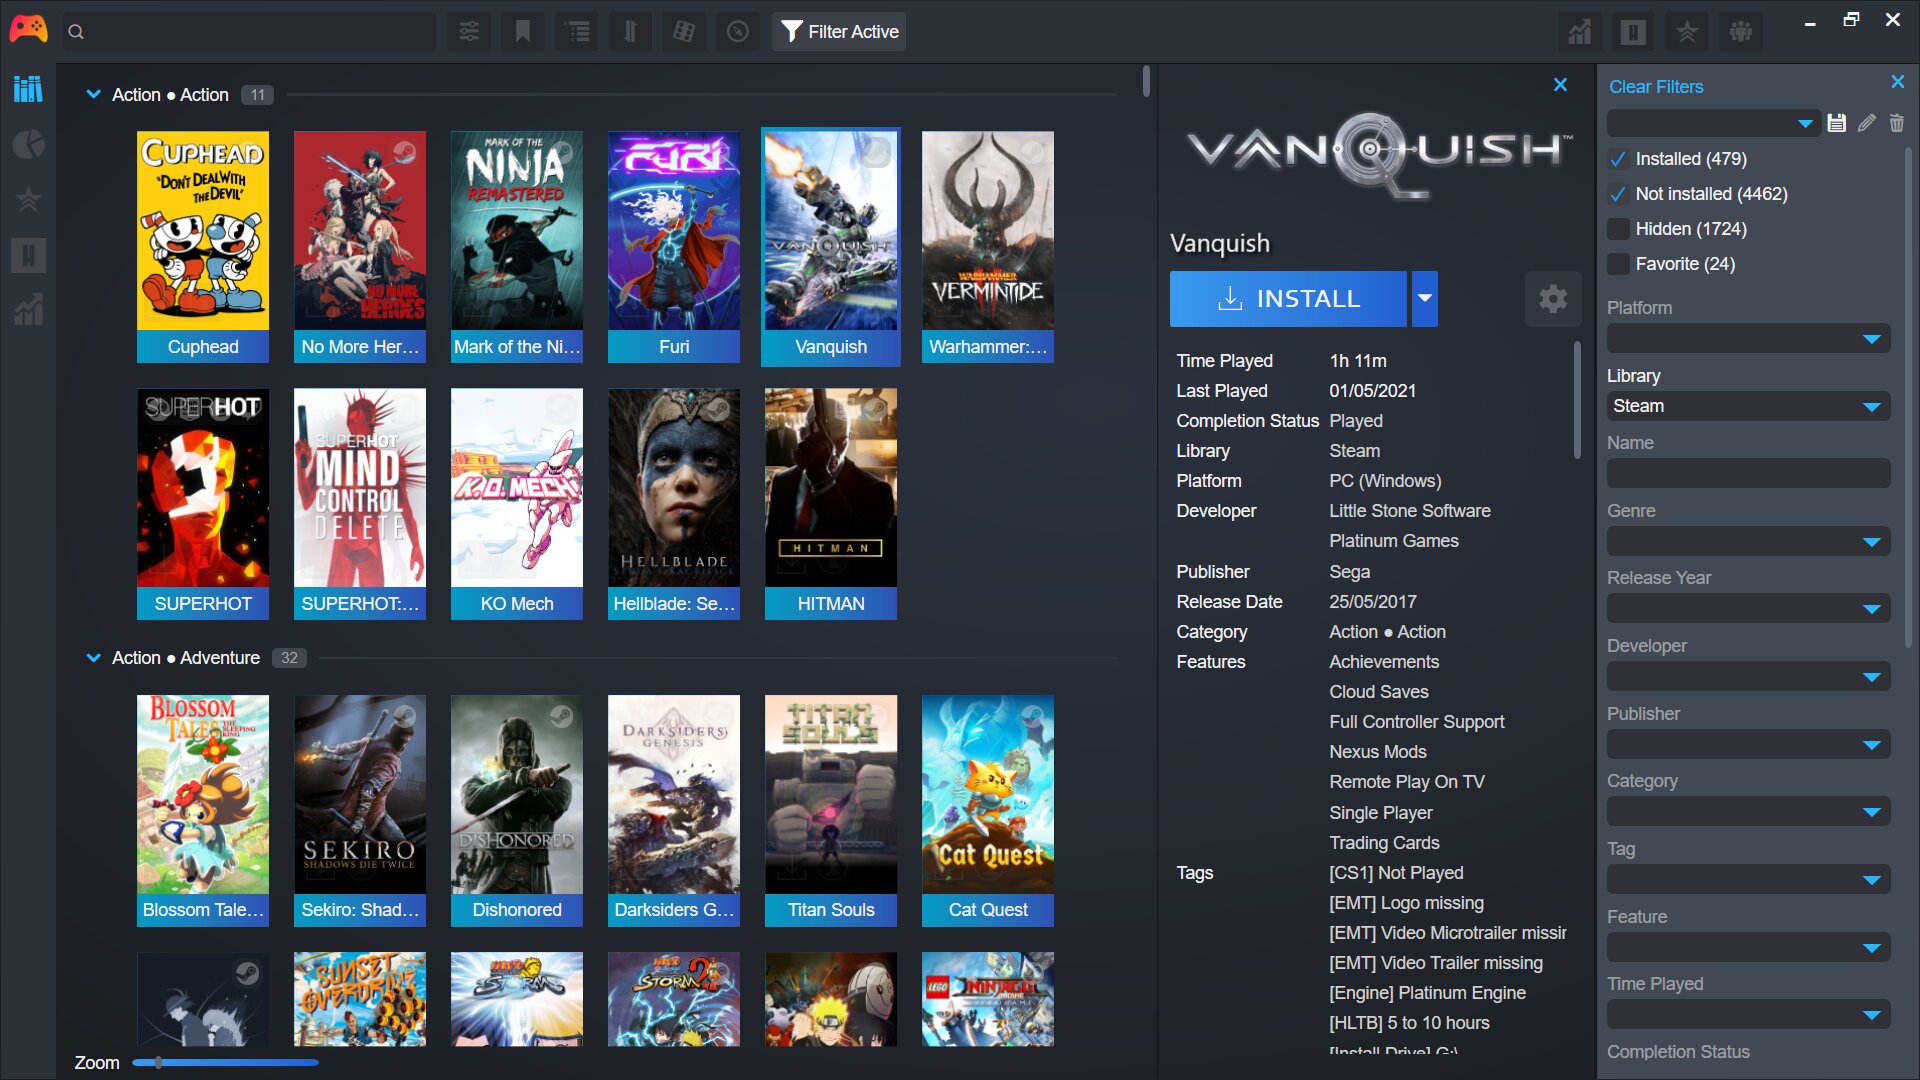 Filter Active
Action ● Action 11
CUPHEAD
"DON'T DEAL WITH
THE DEVIL"
NO MORE
HEROES
MARK OF THE
NINJA
REMASTERED
FURI
VANQUISH
WARHAMMER
VERMINTIDE
Cuphead
No More Her...
Mark of the Ni...
Furi
Vanquish
Warhammer:...
SUPERHOT
SUPERHOT
MIND
CONTROL
DELETE
K.O. MECH
HELLBLADE
HITMAN
SUPERHOT
SUPERHOT:...
KO Mech
Hellblade: Se...
HITMAN
Action ● Adventure 32
BLOSSOM
TALES
THE
SLEEPING
KING
SEKIRO
SHADOWS DIE TWICE
DISHONORED
DARKSIDERS
GENESIS
TITAN
SOULS
Cat Quest
Blossom Tale...
Sekiro: Shad...
Dishonored
Darksiders G...
Titan Souls
Cat Quest
SUNSET
OVERDRIVE
STORM
STORM 2
LEGO
NINJAGO
MOVIE
Zoom
VANQUISH™
Vanquish
INSTALL
Time Played 1h 11m
Last Played 01/05/2021
Completion Status Played
Library Steam
Platform PC (Windows)
Developer Little Stone Software
Platinum Games
Publisher Sega
Release Date 25/05/2017
Category Action ● Action
Features Achievements
Cloud Saves
Full Controller Support
Nexus Mods
Remote Play On TV
Single Player
Trading Cards
Tags [CS1] Not Played
[EMT] Logo missing
[EMT] Video Microtrailer missin
[EMT] Video Trailer missing
[Engine] Platinum Engine
[HLTB] 5 to 10 hours
[Install Drive] G:\
Clear Filters
Installed (479)
Not installed (4462)
Hidden (1724)
Favorite (24)
Platform
Library
Steam
Name
Genre
Release Year
Developer
Publisher
Category
Tag
Feature
Time Played
Completion Status